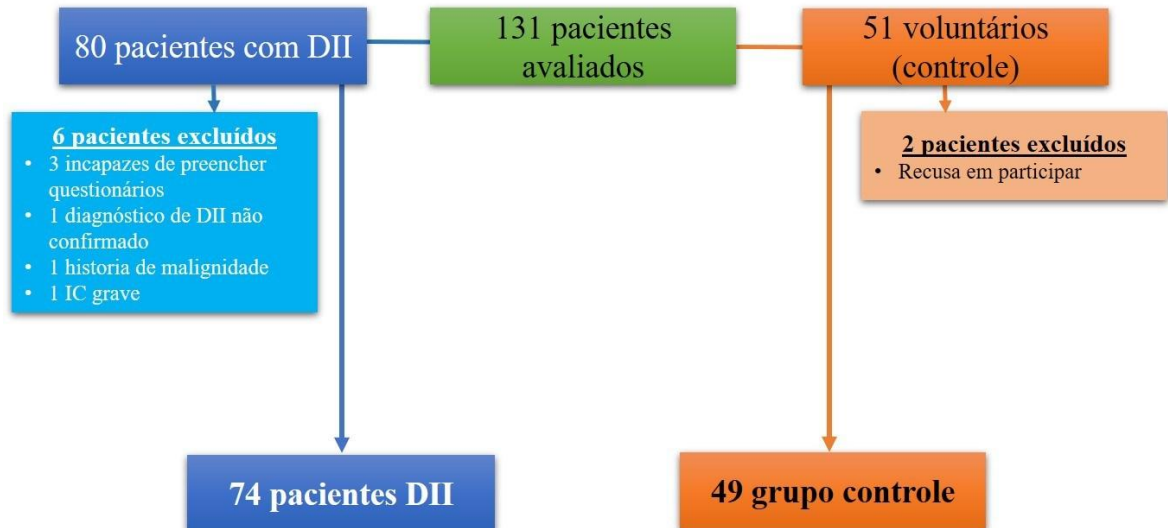 80 pacientes com DII
131 pacientes
avaliados
51 voluntários
(controle)
6 pacientes excluídos
• 3 incapazes de preencher
questionários
• 1 diagnóstico de DII não
confirmado
• 1 historia de malignidade
• 1 IC grave
2 pacientes excluídos
• Recusa em participar
74 pacientes DII
49 grupo controle